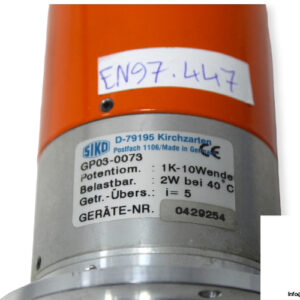 EN97.447
SIKO D-79195 Kirchzarten
Postfach 1106/Made in Germ
GP03-0073
Potentiom. : 1K-10Wende
Belastbar. : 2W bei 40°C
Getr.-Übers.: i= 5
GERÄTE-NR. 0429254
CE